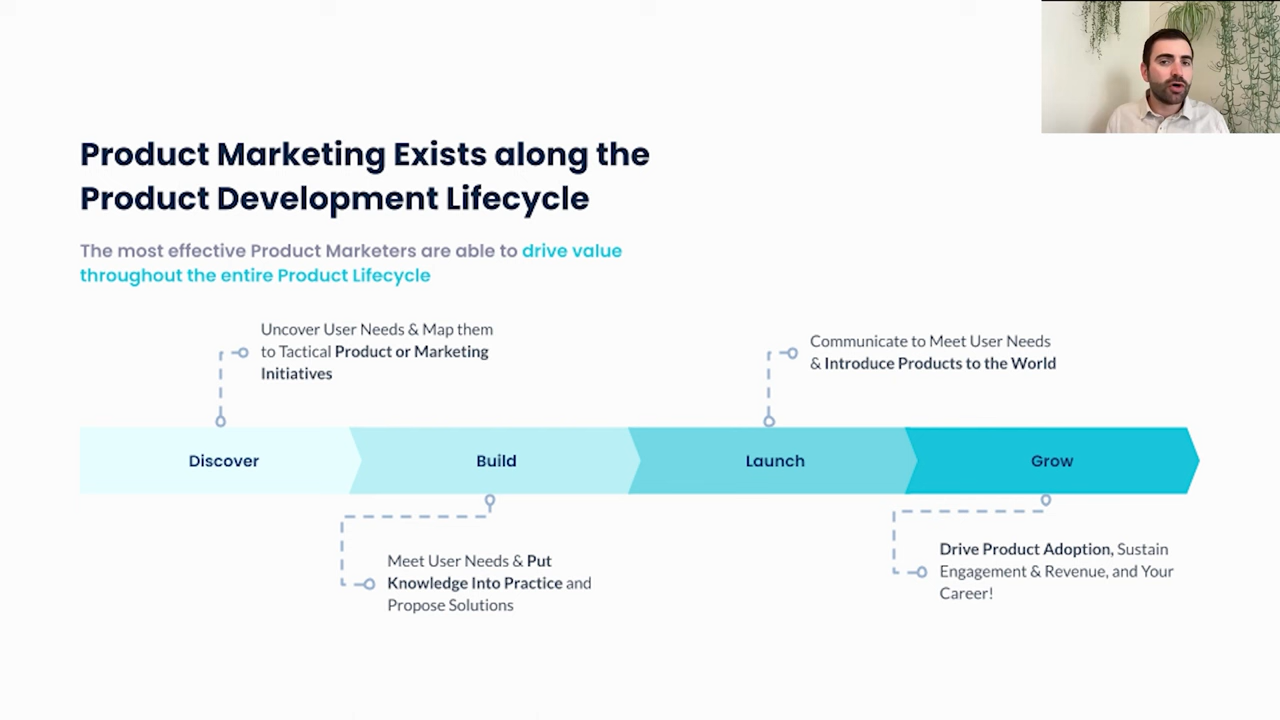 Product Marketing Exists along the
Product Development Lifecycle
The most effective Product Marketers are able to drive value
throughout the entire Product Lifecycle
Uncover User Needs & Map them
to Tactical Product or Marketing
Initiatives
Communicate to Meet User Needs
& Introduce Products to the World
Discover
Build
Launch
Grow
Meet User Needs & Put
Knowledge Into Practice and
Propose Solutions
Drive Product Adoption, Sustain
Engagement & Revenue, and Your
Career!